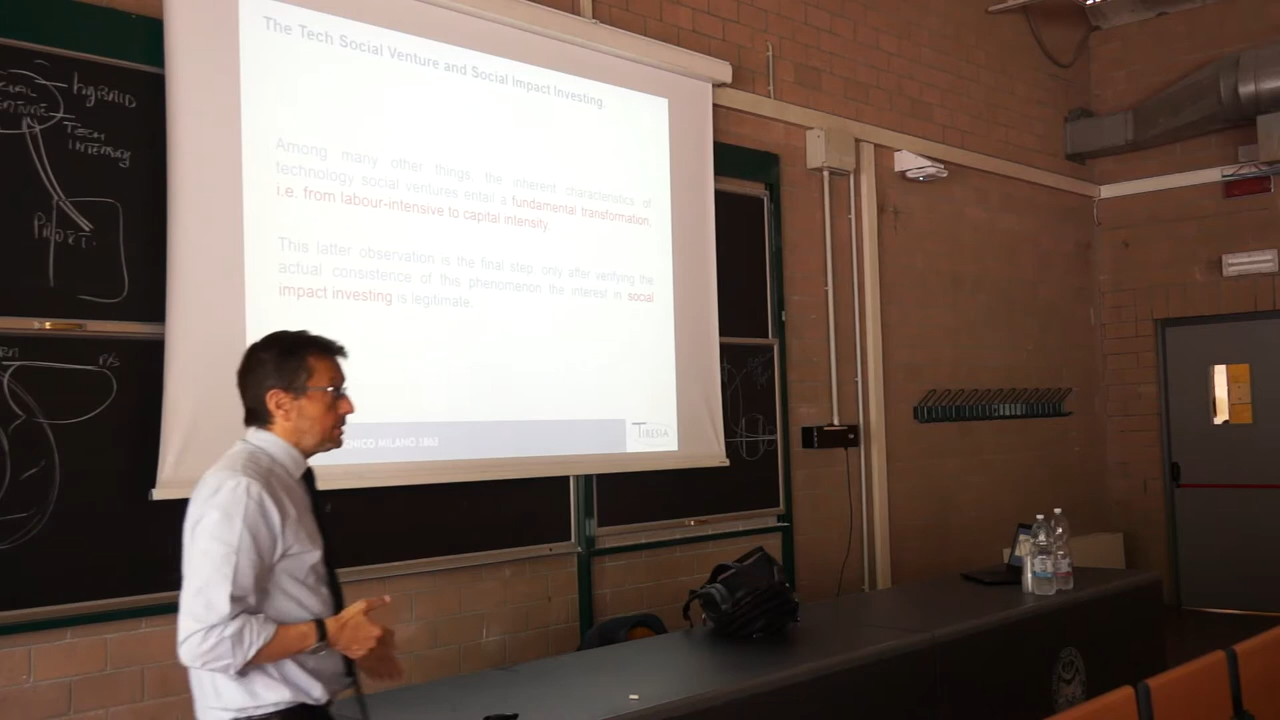 The Tech Social Venture and Social Impact Investing.
Among many other things, the inherent characteristics of
technology social ventures entail a fundamental transformation,
i.e. from labour-intensive to capital intensity.
This latter observation is the final step, only after verifying the
actual consistence of this phenomenon the interest in social
impact investing is legitimate.
NICO MILANO 1863
TIRESIA
HYBRID
TECH
INTENSITY
P/S